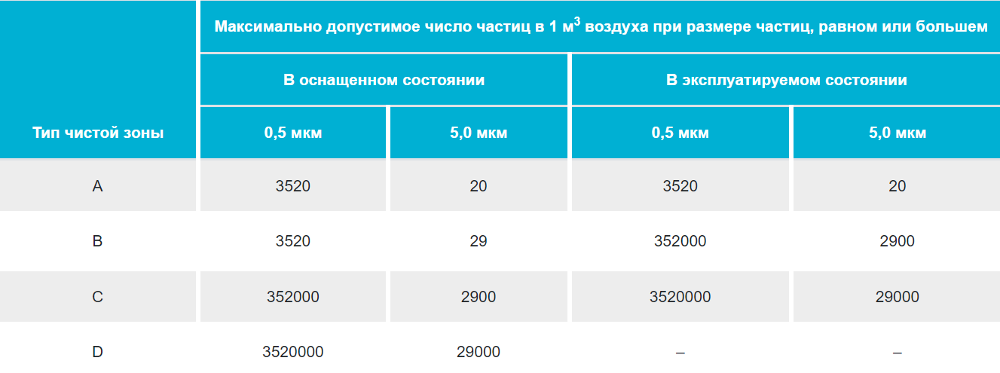 Максимально допустимое число частиц в 1 м³ воздуха при размере частиц, равном или большем
В оснащенном состоянии В эксплуатируемом состоянии
Тип чистой зоны 0,5 мкм 5,0 мкм 0,5 мкм 5,0 мкм
A 3520 20 3520 20
B 3520 29 352000 2900
C 352000 2900 3520000 29000
D 3520000 29000 – –